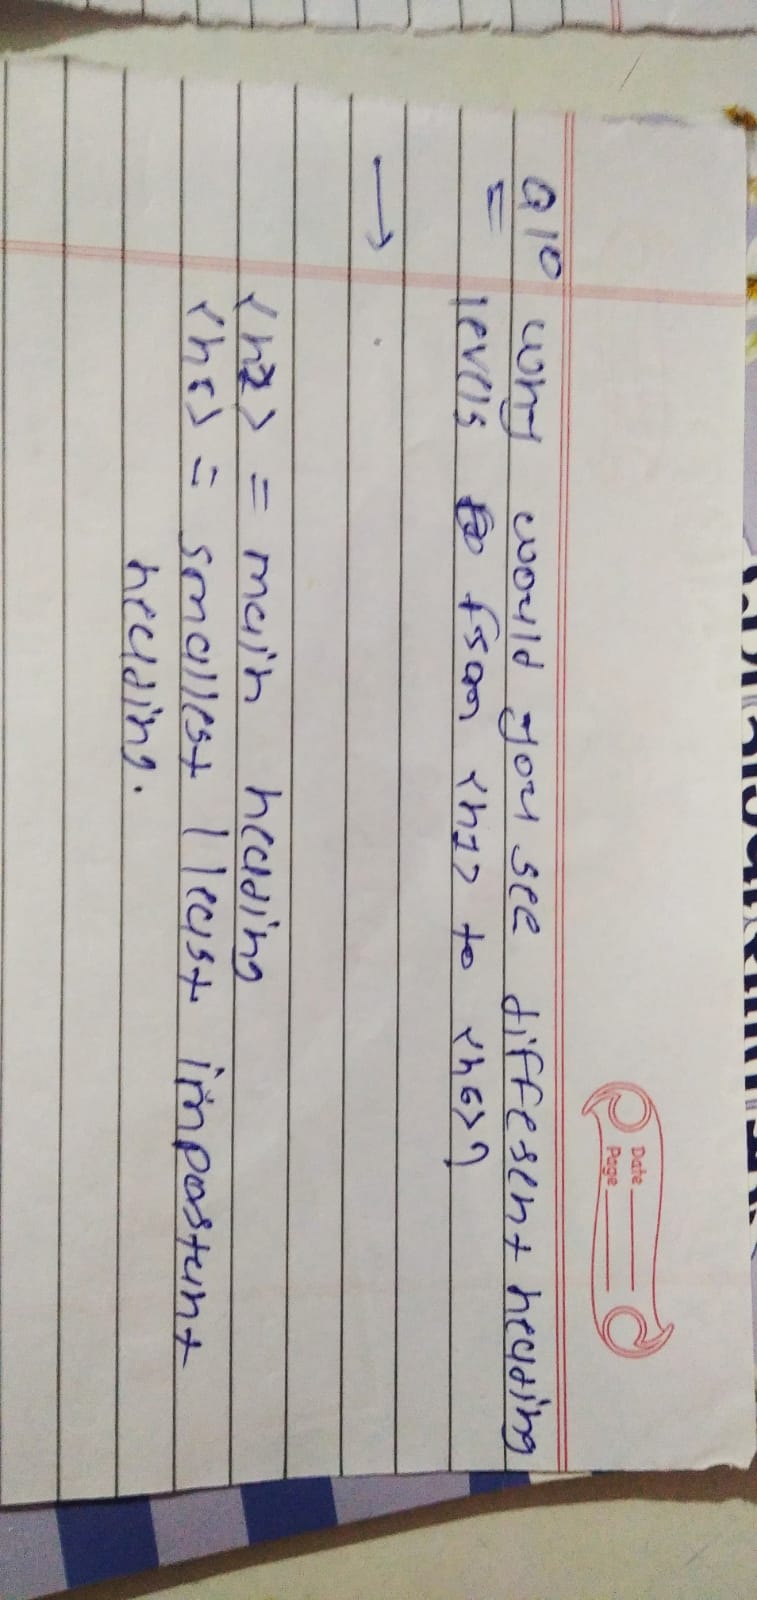 Date
Page
Q10 why would you see different heading
levels from <h1> to <h6>?
→
<h1> = main heading
<h6> = smallest / least important
heading.